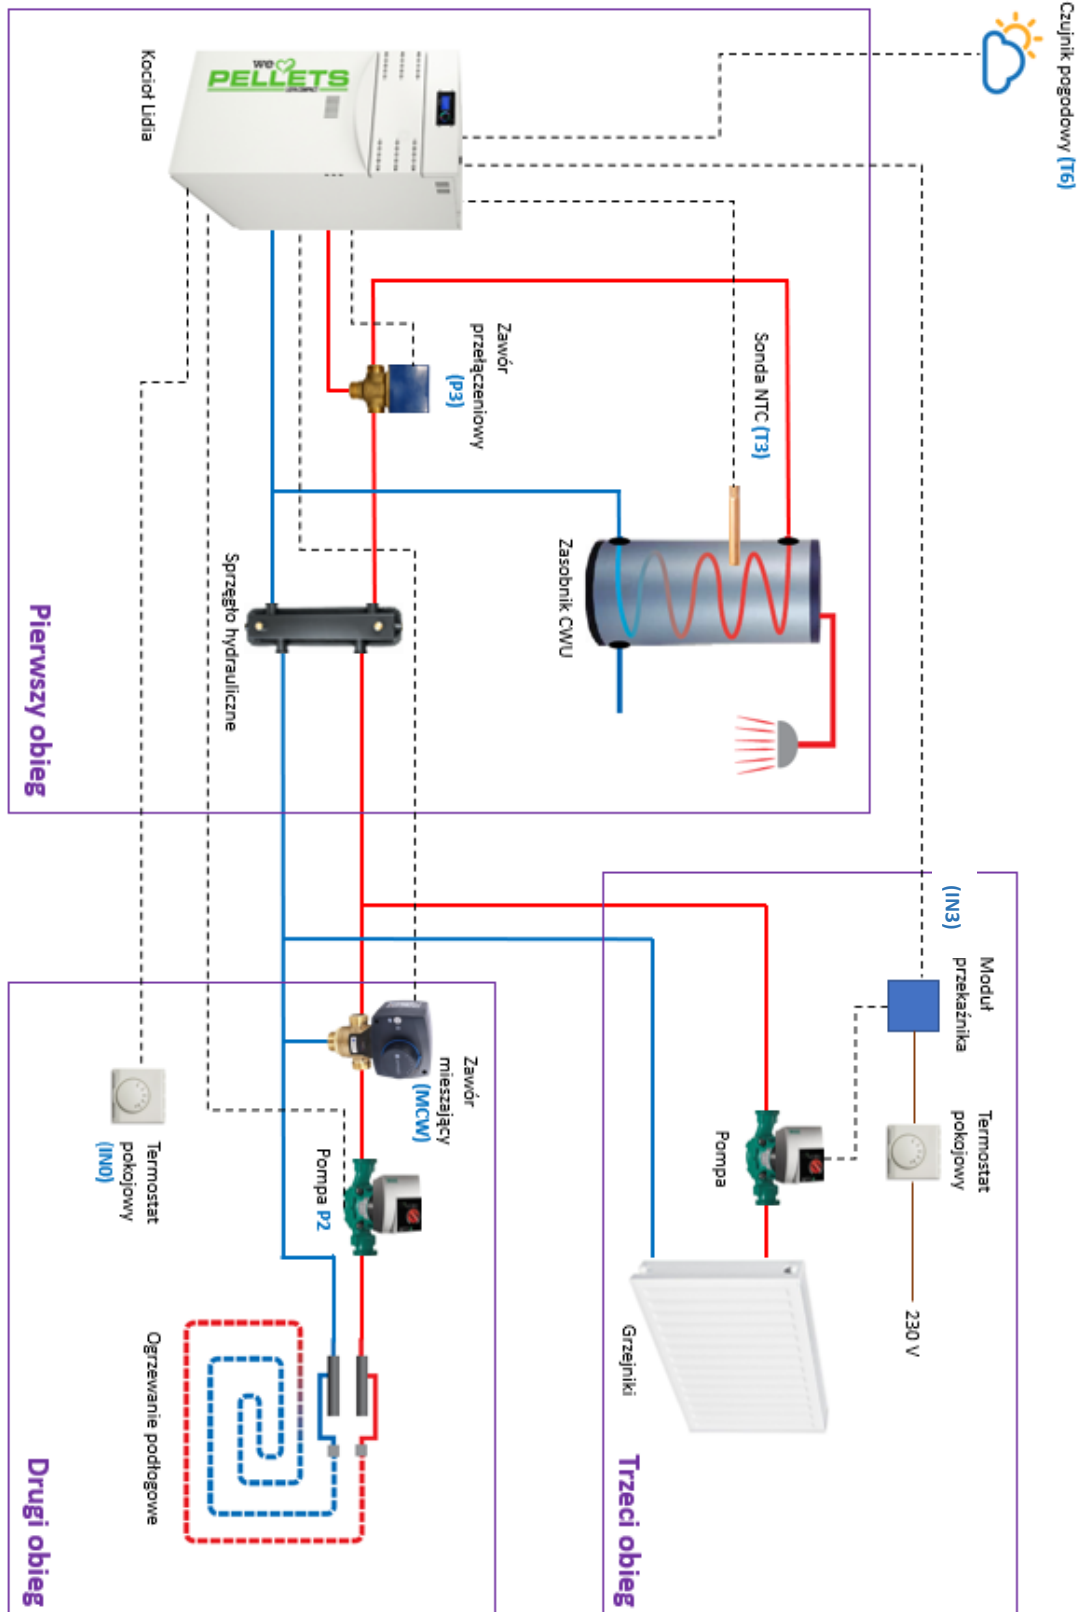 Czujnik pogodowy (T6)
we
PELLETS
Kocioł Lidia
Zawór
przełączeniowy
(P3)
Sonda NTC (T3)
Zasobnik CWU
Sprzęgło hydrauliczne
Pierwszy obieg
(IN3)
Moduł
przekaźnika
Termostat
pokojowy
230 V
Pompa
Grzejniki
Trzeci obieg
Zawór
mieszający
(MCW)
Pompa P2
Termostat
pokojowy
(IN0)
Ogrzewanie podłogowe
Drugi obieg